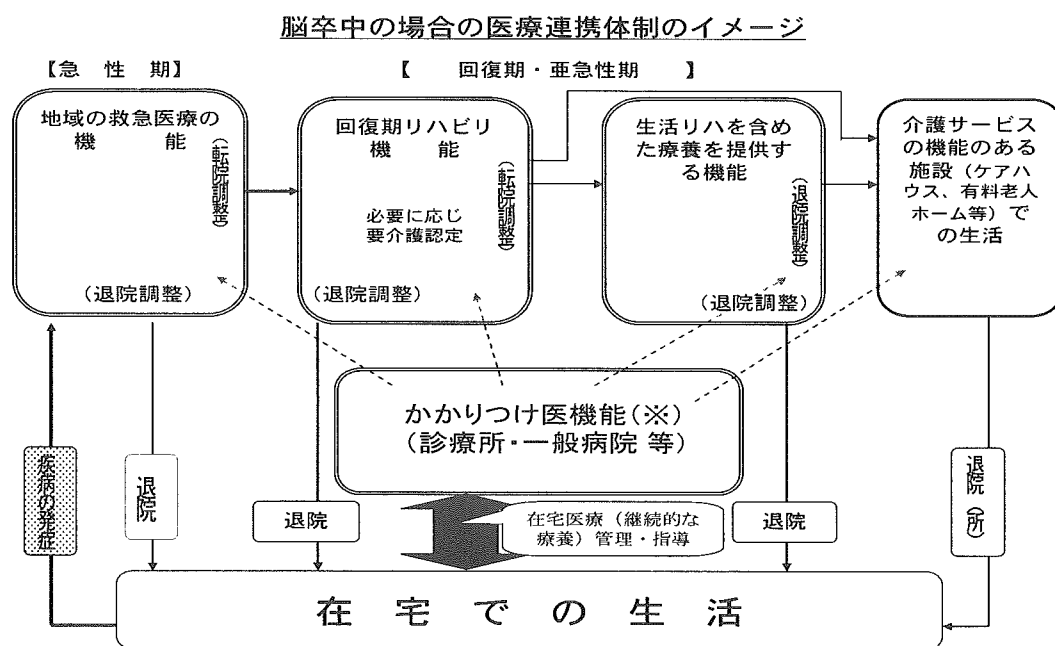 脳卒中の場合の医療連携体制のイメージ
【急 性 期】
【 回復期・亜急性期 】
地域の救急医療の
機 能
(転院調整)
(退院調整)
回復期リハビリ
機 能
(転院調整)
必要に応じ
要介護認定
(退院調整)
生活リハを含め
た療養を提供す
る機能
(退院調整)
(退院調整)
介護サービス
の機能のある
施設(ケアハ
ウス、有料老人
ホーム等)で
の生活
かかりつけ医機能(※)
(診療所・一般病院 等)
疾病の発症
退院
退院
在宅医療(継続的な
療養)管理・指導
退院
退院(所)
在 宅 で の 生 活